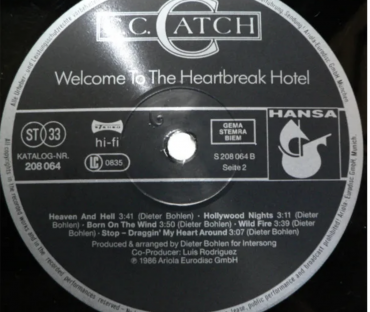 C.C. CATCH
Welcome To The Heartbreak Hotel
ST 33
KATALOG-NR.
208 064
STEREO
hi-fi
LC 0835
GEMA
STEMRA
BIEM
S 208 064 B
Seite 2
HANSA
Heaven And Hell 3:41 (Dieter Bohlen) · Hollywood Nights 3:11 (Dieter
Bohlen) · Born On The Wind 3:50 (Dieter Bohlen) · Wild Fire 3:39 (Dieter
Bohlen) · Stop – Draggin' My Heart Around 3:07 (Dieter Bohlen)
Produced & arranged by Dieter Bohlen for Intersong
Co-Producer: Luis Rodriguez
℗ 1986 Ariola Eurodisc GmbH